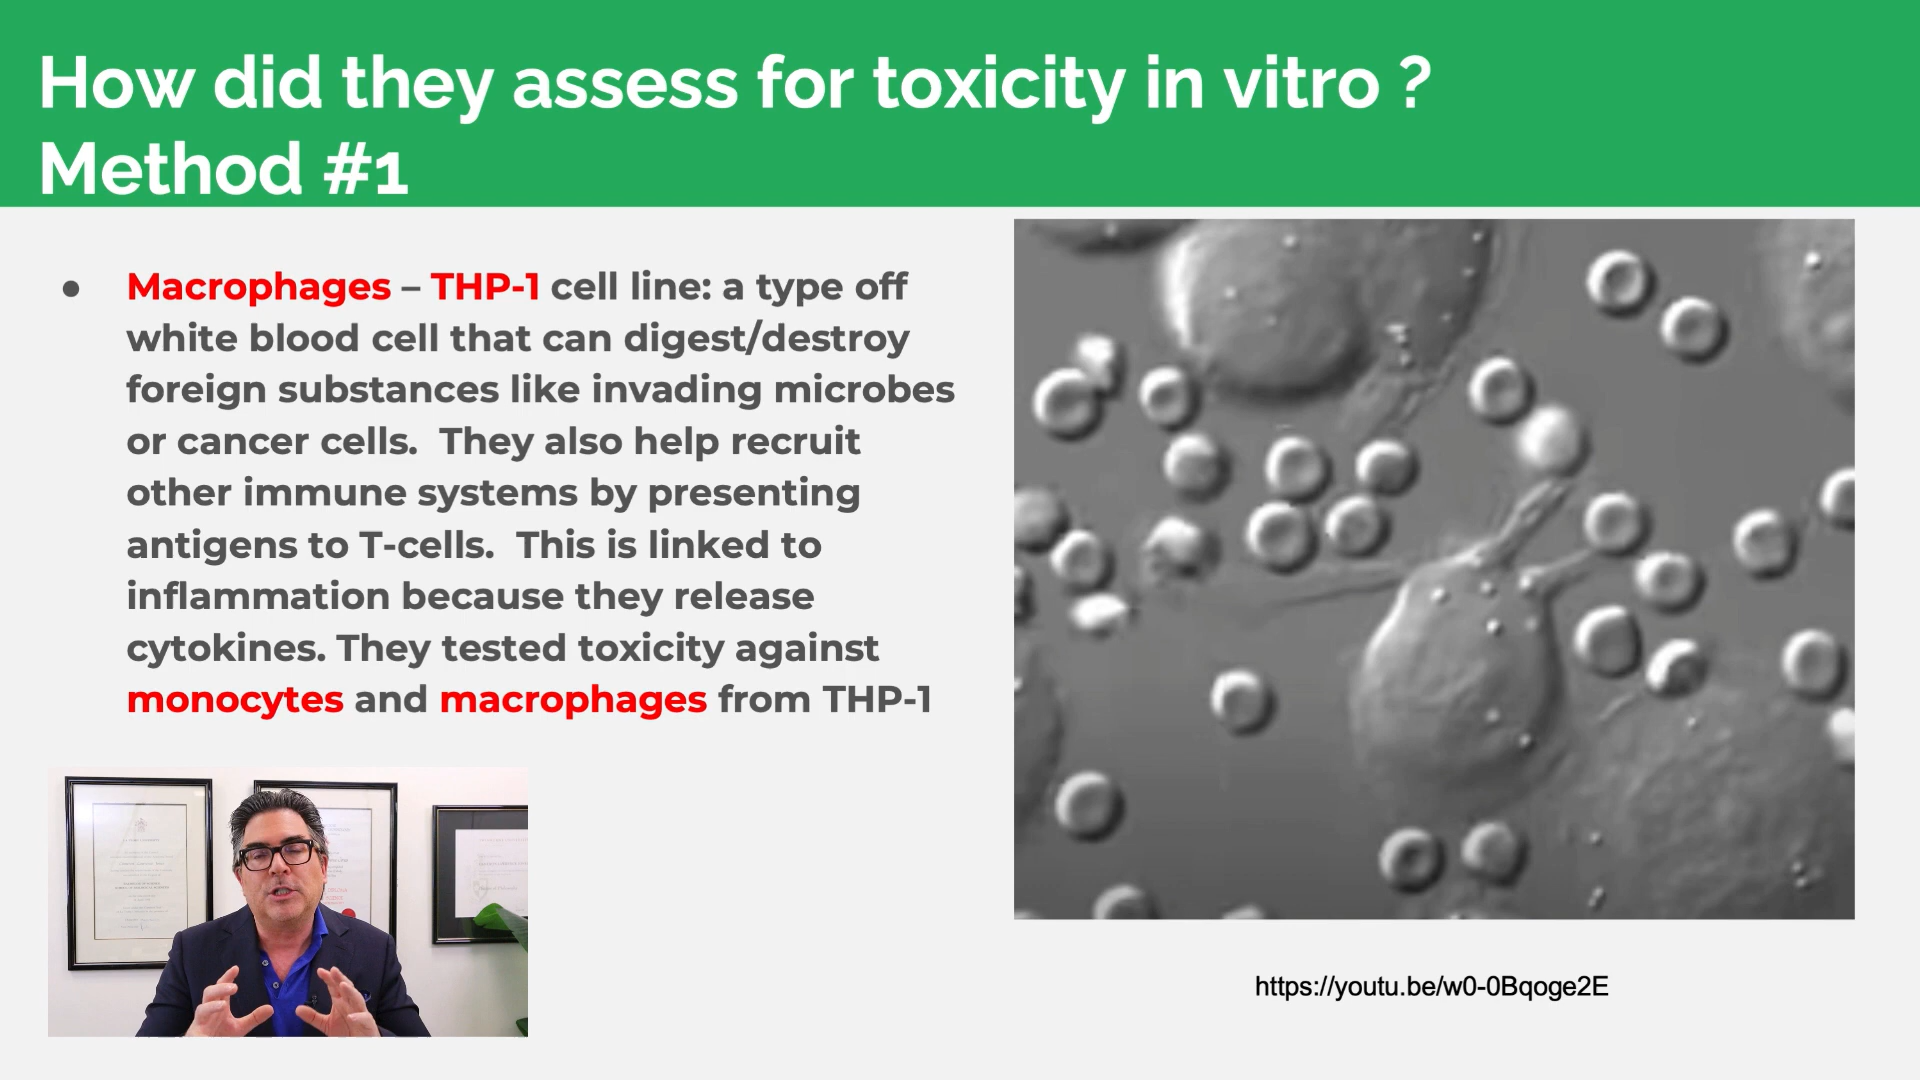 How did they assess for toxicity in vitro ?
Method #1
● Macrophages – THP-1 cell line: a type off
white blood cell that can digest/destroy
foreign substances like invading microbes
or cancer cells.  They also help recruit
other immune systems by presenting
antigens to T-cells.  This is linked to
inflammation because they release
cytokines. They tested toxicity against
monocytes and macrophages from THP-1
https://youtu.be/w0-0Bqoge2E